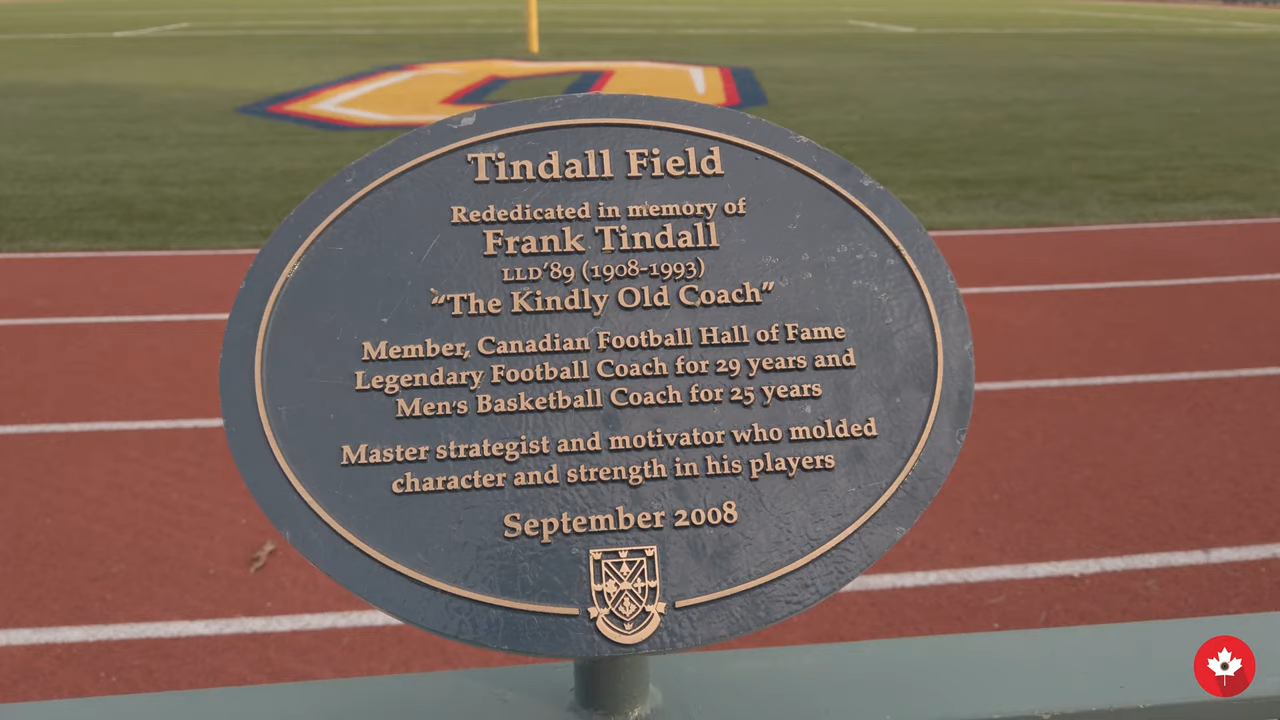 Tindall Field
Rededicated in memory of
Frank Tindall
LLD'89 (1908-1993)
"The Kindly Old Coach"
Member, Canadian Football Hall of Fame
Legendary Football Coach for 29 years and
Men's Basketball Coach for 25 years
Master strategist and motivator who molded
character and strength in his players
September 2008